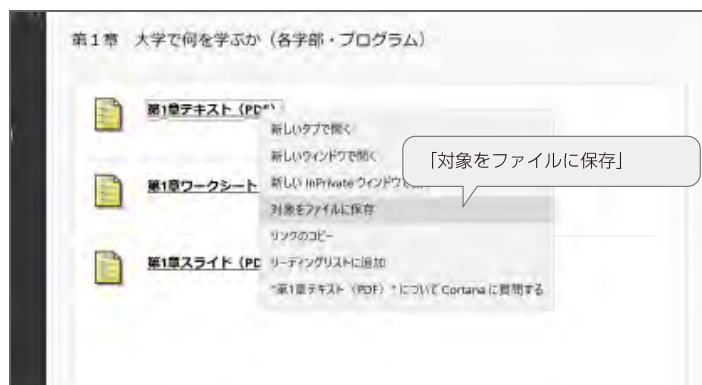 第1章 大学で何を学ぶか（各学部・プログラム）
第1章テキスト（PDF）
新しいタブで開く
新しいウィンドウで開く
「対象をファイルに保存」
第1章ワークシート
新しい InPrivate ウィンドウで
対象をファイルに保存
リンクのコピー
第1章スライド（PD
リーディングリストに追加
"第1章テキスト（PDF）"について Cortana に質問する